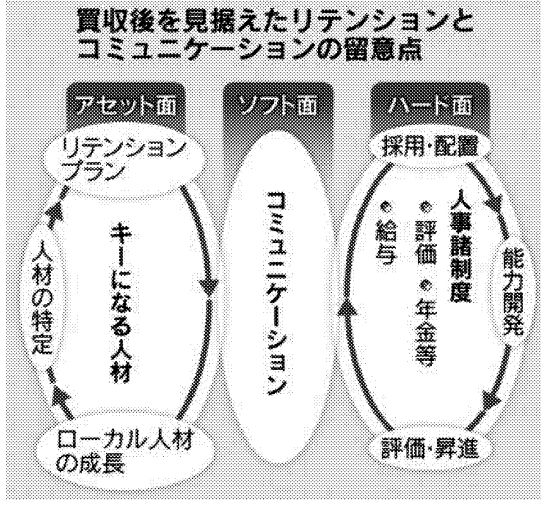 買収後を見据えたリテンションと
コミュニケーションの留意点
アセット面
ソフト面
ハード面
リテンション
プラン
人材の特定
キーになる人材
ローカル人材
の成長
コミュニケーション
採用・配置
人事諸制度
評価 年金等
給与
能力開発
評価・昇進